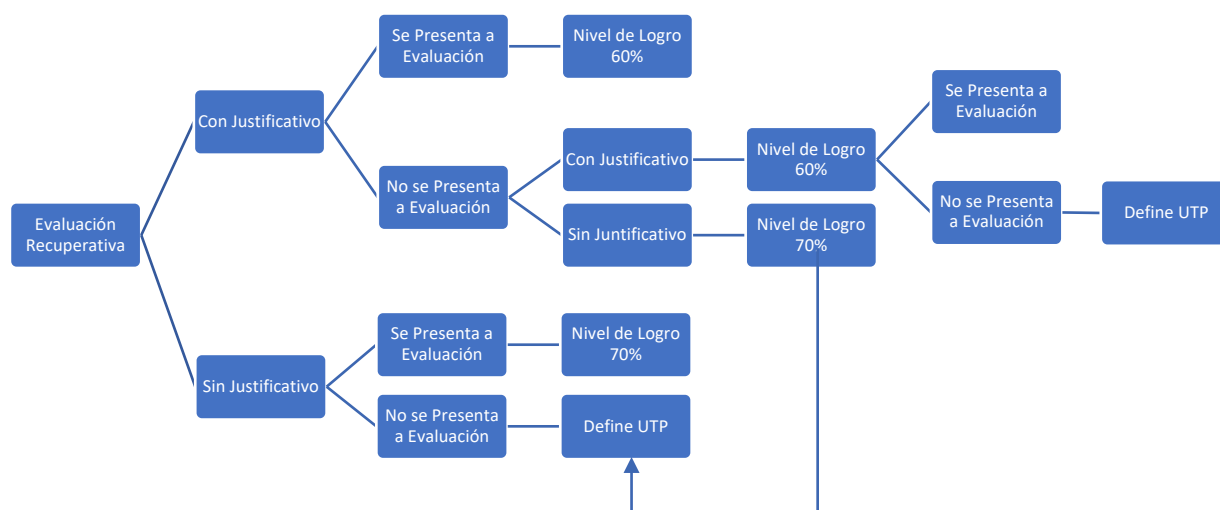 Evaluación
Recuperativa
Con Justificativo
Se Presenta a
Evaluación
Nivel de Logro
60%
No se Presenta
a Evaluación
Con Justificativo
Nivel de Logro
60%
Se Presenta a
Evaluación
No se Presenta
a Evaluación
Define UTP
Sin Juntificativo
Nivel de Logro
70%
Sin Justificativo
Se Presenta a
Evaluación
Nivel de Logro
70%
No se Presenta
a Evaluación
Define UTP